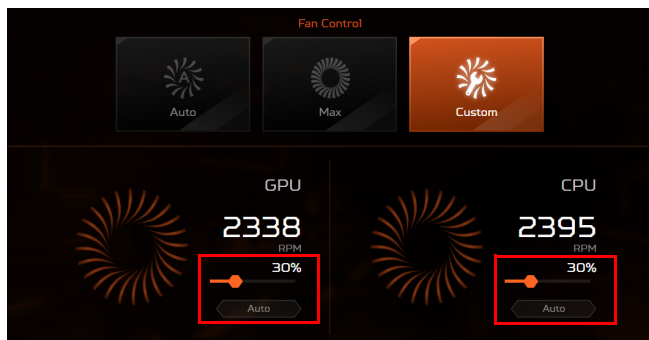 Fan Control
A
Auto
Max
Custom
GPU
2338
RPM
30%
Auto
CPU
2395
RPM
30%
Auto